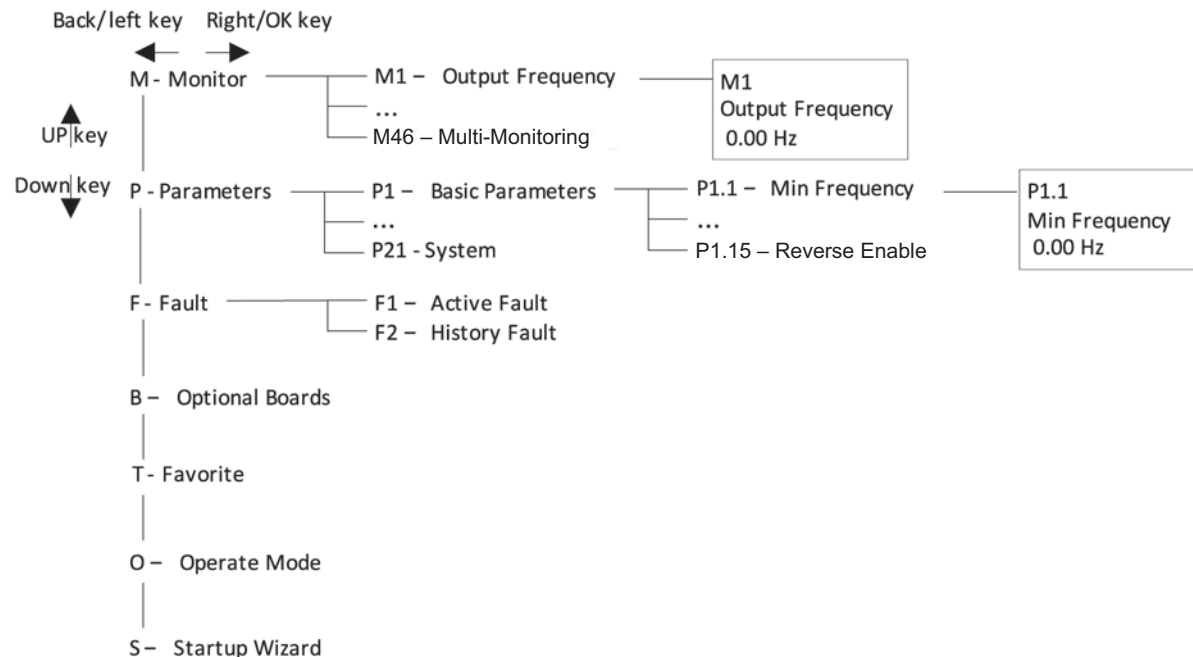 Back/left key Right/OK key
M - Monitor M1 – Output Frequency M1
Output Frequency
0.00 Hz
...
M46 – Multi-Monitoring
UP key
Down key
P - Parameters P1 – Basic Parameters P1.1 – Min Frequency P1.1
Min Frequency
0.00 Hz
... ...
P21 - System P1.15 – Reverse Enable
F - Fault F1 – Active Fault
F2 – History Fault
B – Optional Boards
T - Favorite
O – Operate Mode
S – Startup Wizard